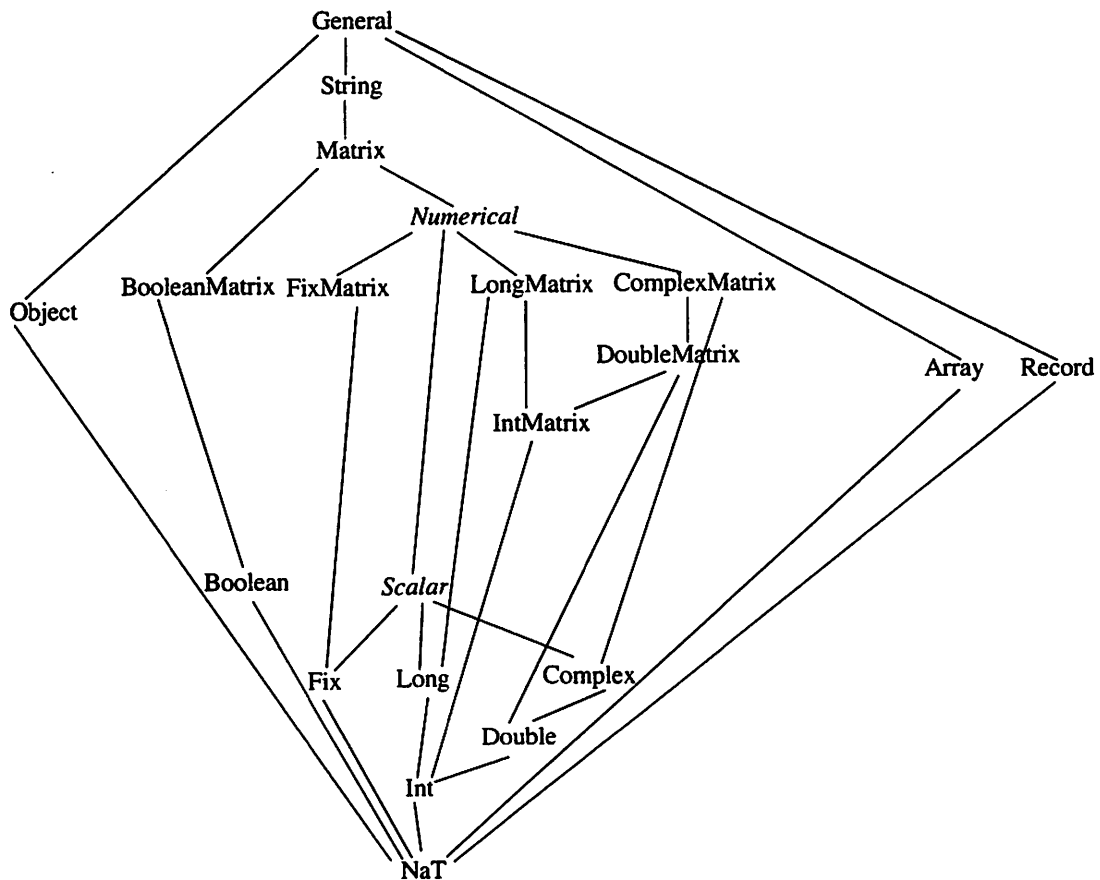 General
String
Matrix
Numerical
BooleanMatrix FixMatrix LongMatrix ComplexMatrix
Object
DoubleMatrix
Array Record
IntMatrix
Boolean Scalar
Fix Long Complex
Double
Int
NaT